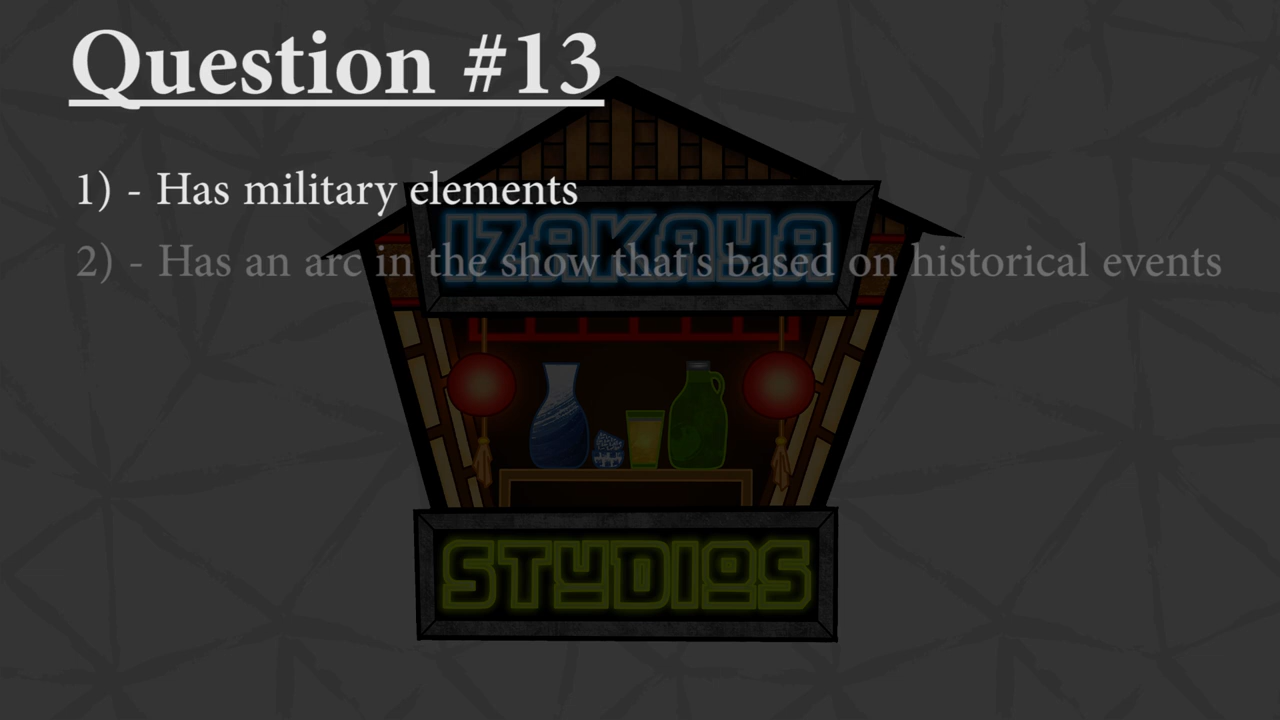 Question #13
1) - Has military elements
IZAKAYA
2) - Has an arc in the show that's based on historical events
STUDIOS